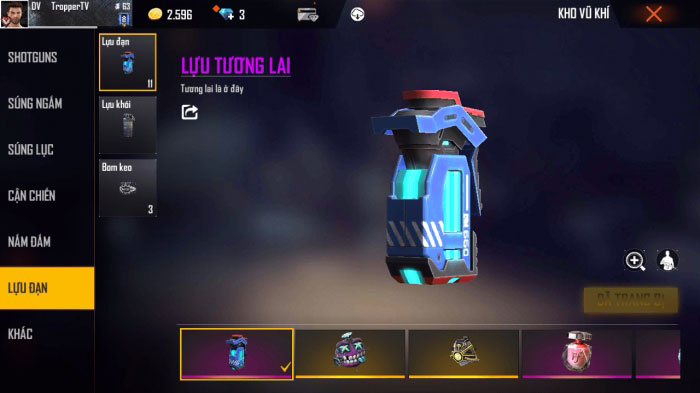 DV TropperTV # 63
2.596
3
KHO VŨ KHÍ
SHOTGUNS
SÚNG NGẮM
SÚNG LỤC
CẬN CHIẾN
NẮM ĐẤM
LỰU ĐẠN
KHÁC
Lựu đạn
11
Lựu khói
Bom keo
3
LỰU TƯƠNG LAI
Tương lai là ở đây
ĐÃ TRANG BỊ